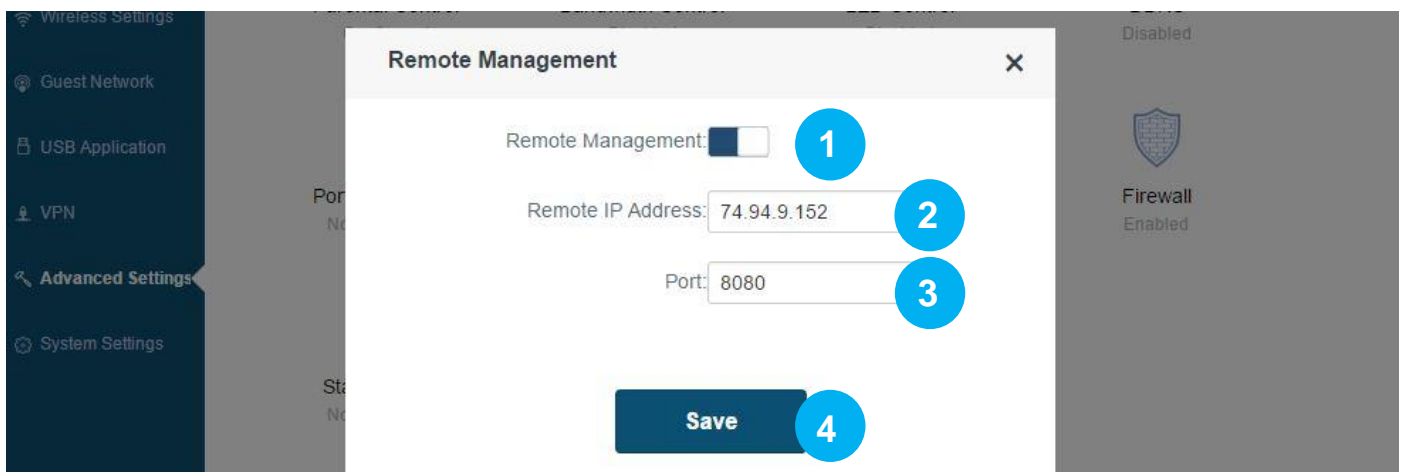 Wireless Settings
Disabled
Remote Management
Guest Network
Remote Management:
1
USB Application
Remote IP Address: 74.94.9.152
2
Firewall
VPN
Enabled
Advanced Settings
Port: 8080
3
System Settings
Save
4